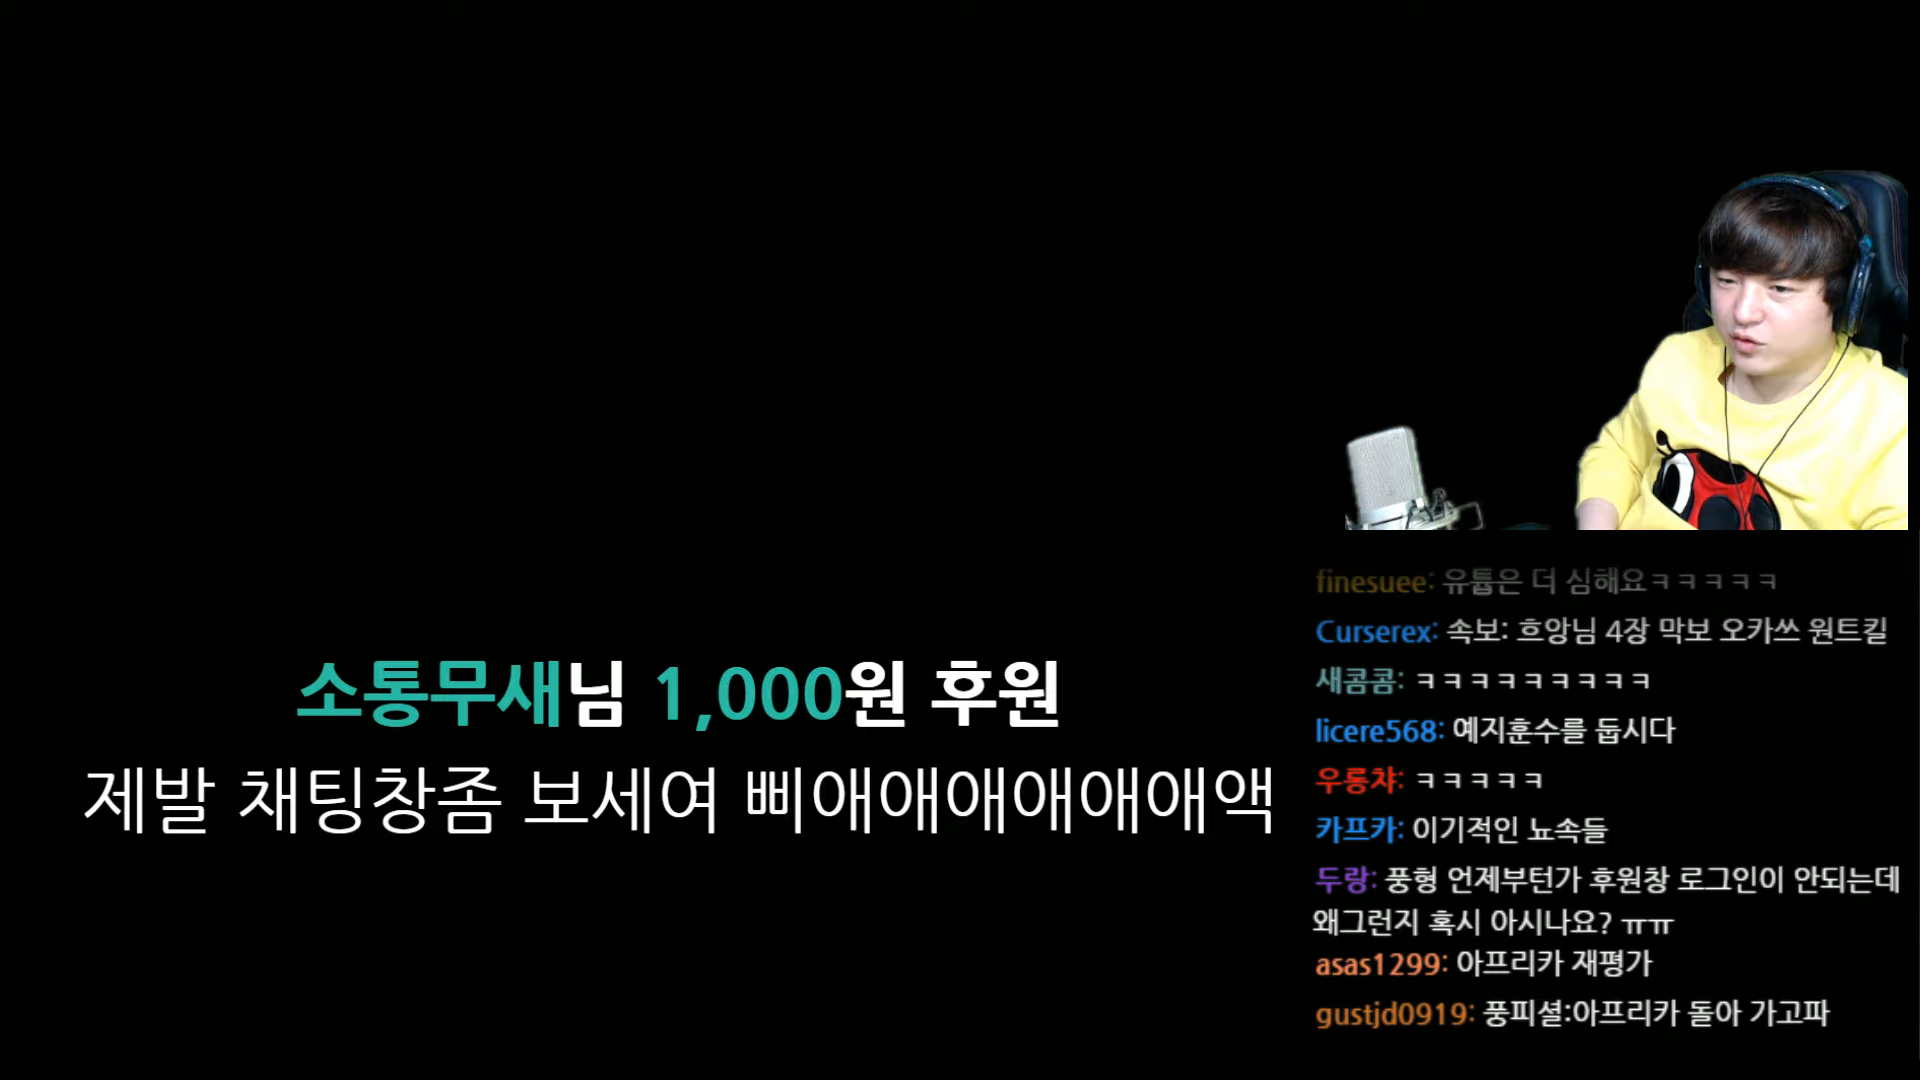 소통무새님 1,000원 후원
제발 채팅창좀 보세여 삐애애애애애애액
finesuee: 유튭은 더 심해요ㅋㅋㅋㅋㅋ
Curserex: 속보: 흐앙님 4장 막보 오카쓰 원트킬
새콤콤: ㅋㅋㅋㅋㅋㅋㅋㅋㅋ
licere568: 예지훈수를 둡시다
우롱챠: ㅋㅋㅋㅋㅋ
카프카: 이기적인 뇨속들
두랑: 풍형 언제부턴가 후원창 로그인이 안되는데
왜그런지 혹시 아시나요? ㅠㅠ
asas1299: 아프리카 재평가
gustjd0919: 풍피셜:아프리카 돌아 가고파